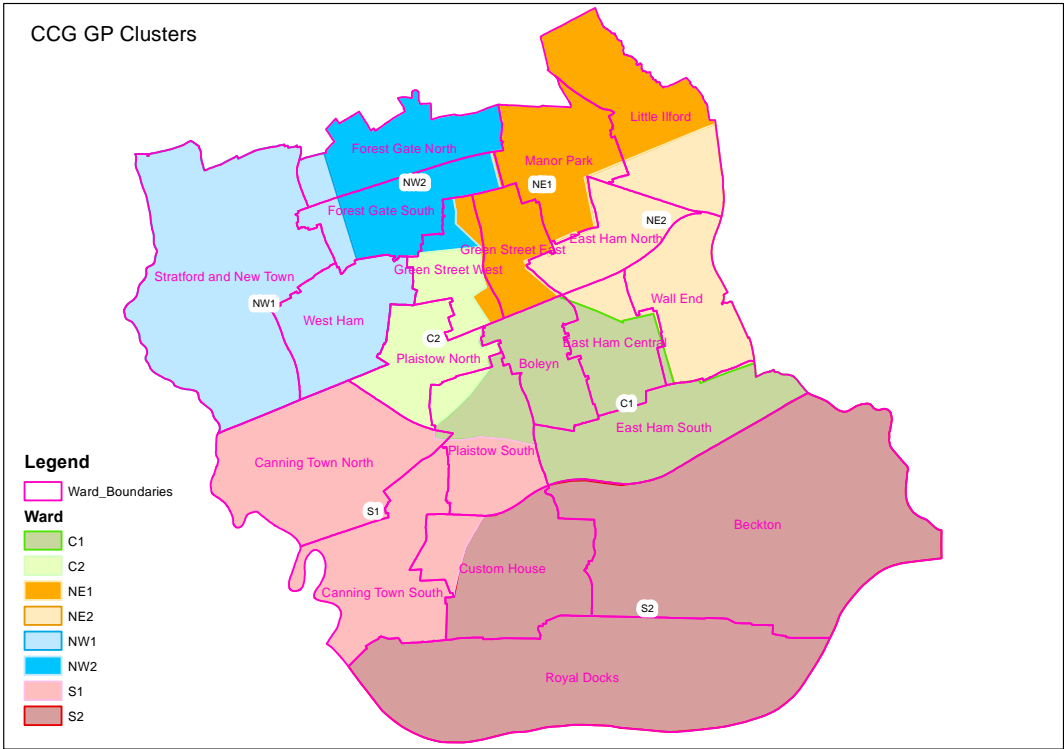 CCG GP Clusters
Little Ilford
Forest Gate North
Manor Park
NW2
NE1
Forest Gate South
NE2
East Ham North
Green Street East
Green Street West
Stratford and New Town
Wall End
NW1
West Ham
C2
East Ham Central
Plaistow North
Boleyn
C1
East Ham South
Plaistow South
Canning Town North
S1
Beckton
Custom House
Canning Town South
S2
Royal Docks
Legend
Ward_Boundaries
Ward
C1
C2
NE1
NE2
NW1
NW2
S1
S2